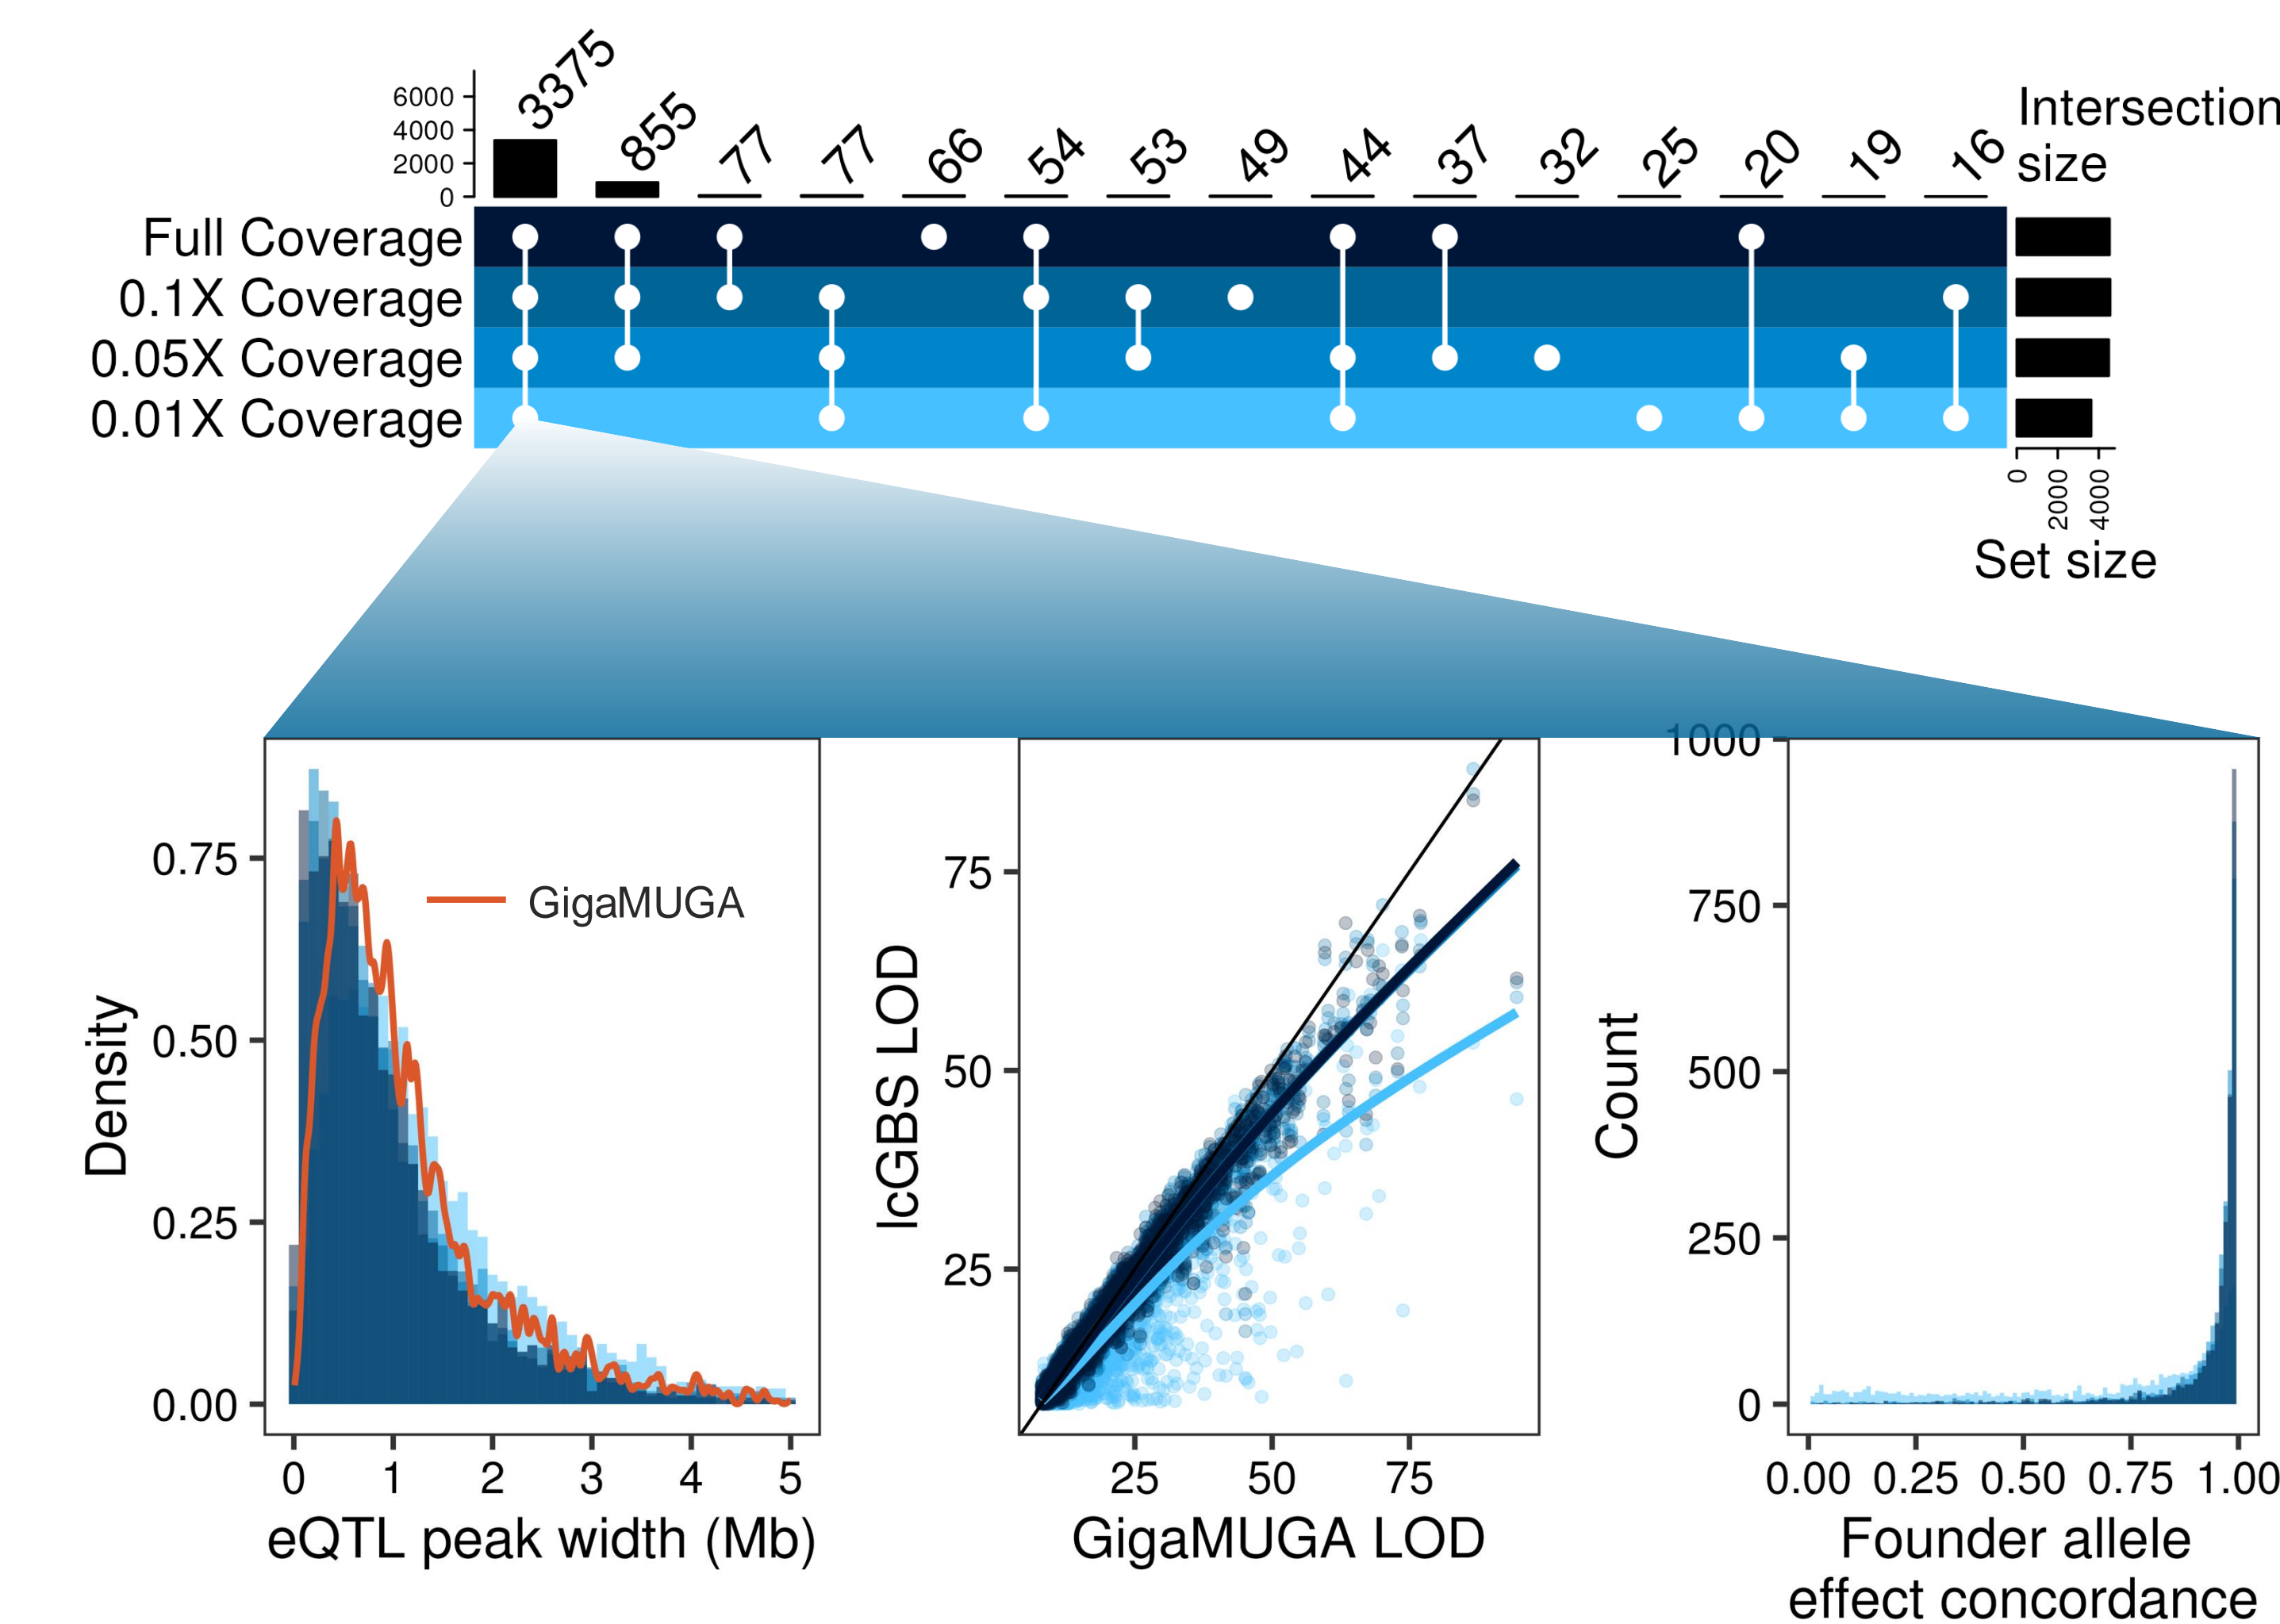 3375 855 77 77 66 54 53 49 44 37 32 25 20 19 16
Intersection
size
6000
4000
2000
0
Full Coverage
0.1X Coverage
0.05X Coverage
0.01X Coverage
0 2000 4000
Set size
Density
0.75
0.50
0.25
0.00
GigaMUGA
0 1 2 3 4 5
eQTL peak width (Mb)
lcGBS LOD
75
50
25
25 50 75
GigaMUGA LOD
Count
1000
750
500
250
0
0.00 0.25 0.50 0.75 1.00
Founder allele
effect concordance